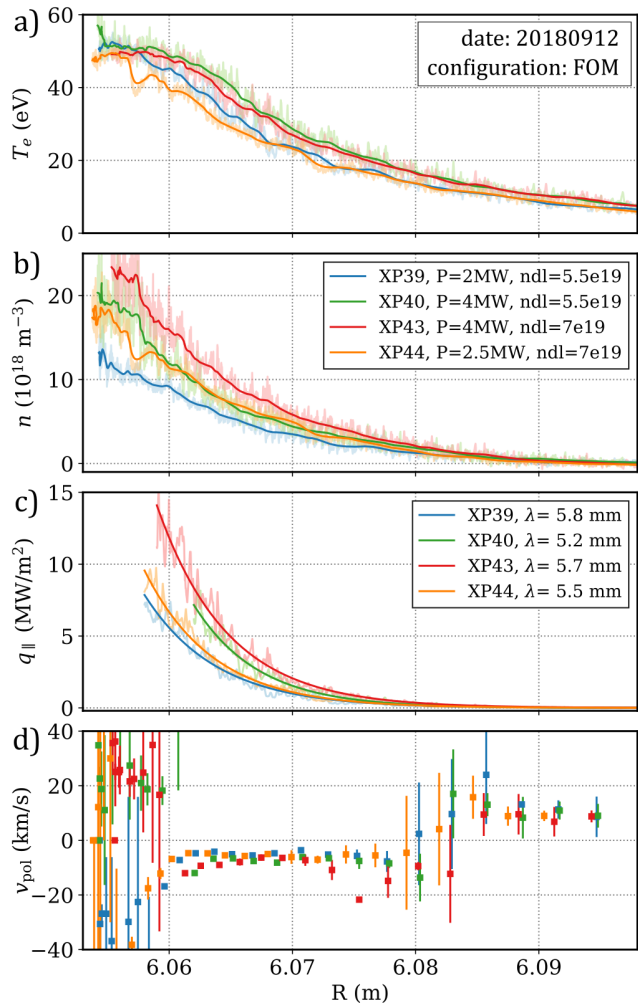 a)
60
40
20
0
T_e (eV)
date: 20180912
configuration: FOM
b)
20
10
0
n (10^18 m^−3)
XP39, P=2MW, ndl=5.5e19
XP40, P=4MW, ndl=5.5e19
XP43, P=4MW, ndl=7e19
XP44, P=2.5MW, ndl=7e19
c)
15
10
5
0
q_∥ (MW/m^2)
XP39, λ= 5.8 mm
XP40, λ= 5.2 mm
XP43, λ= 5.7 mm
XP44, λ= 5.5 mm
d)
40
20
0
−20
−40
v_pol (km/s)
6.06 6.07 6.08 6.09
R (m)